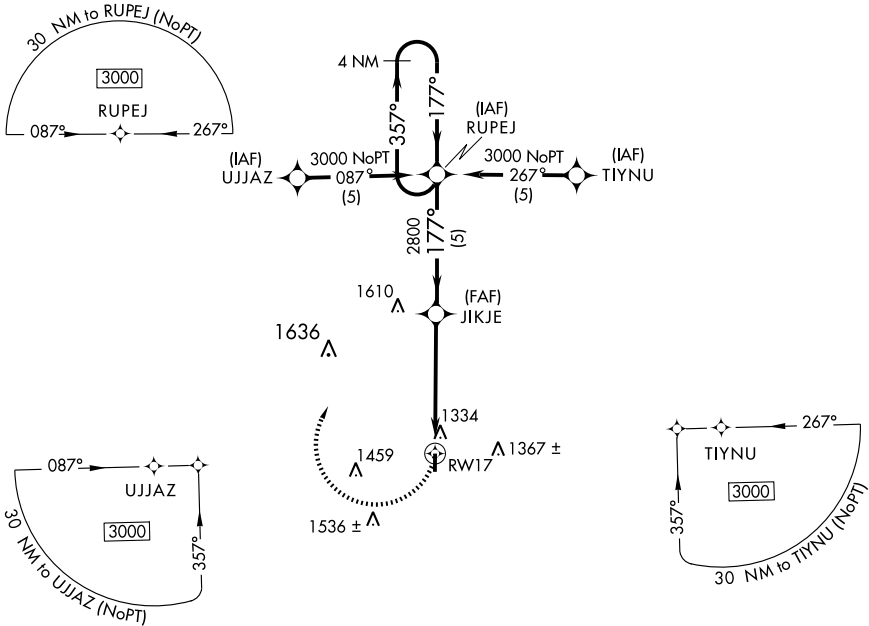 30 NM to RUPEJ (NoPT)
3000
RUPEJ
087°
267°
4 NM
357°
177°
(IAF)
RUPEJ
(IAF)
UJJAZ
3000 NoPT
087°
(5)
3000 NoPT
267°
(5)
(IAF)
TIYNU
2800
177°
(5)
1610
(FAF)
JIKJE
1636
1334
1459
RW17
1367 ±
1536 ±
087°
UJJAZ
3000
357°
30 NM to UJJAZ (NoPT)
267°
TIYNU
3000
357°
30 NM to TIYNU (NoPT)